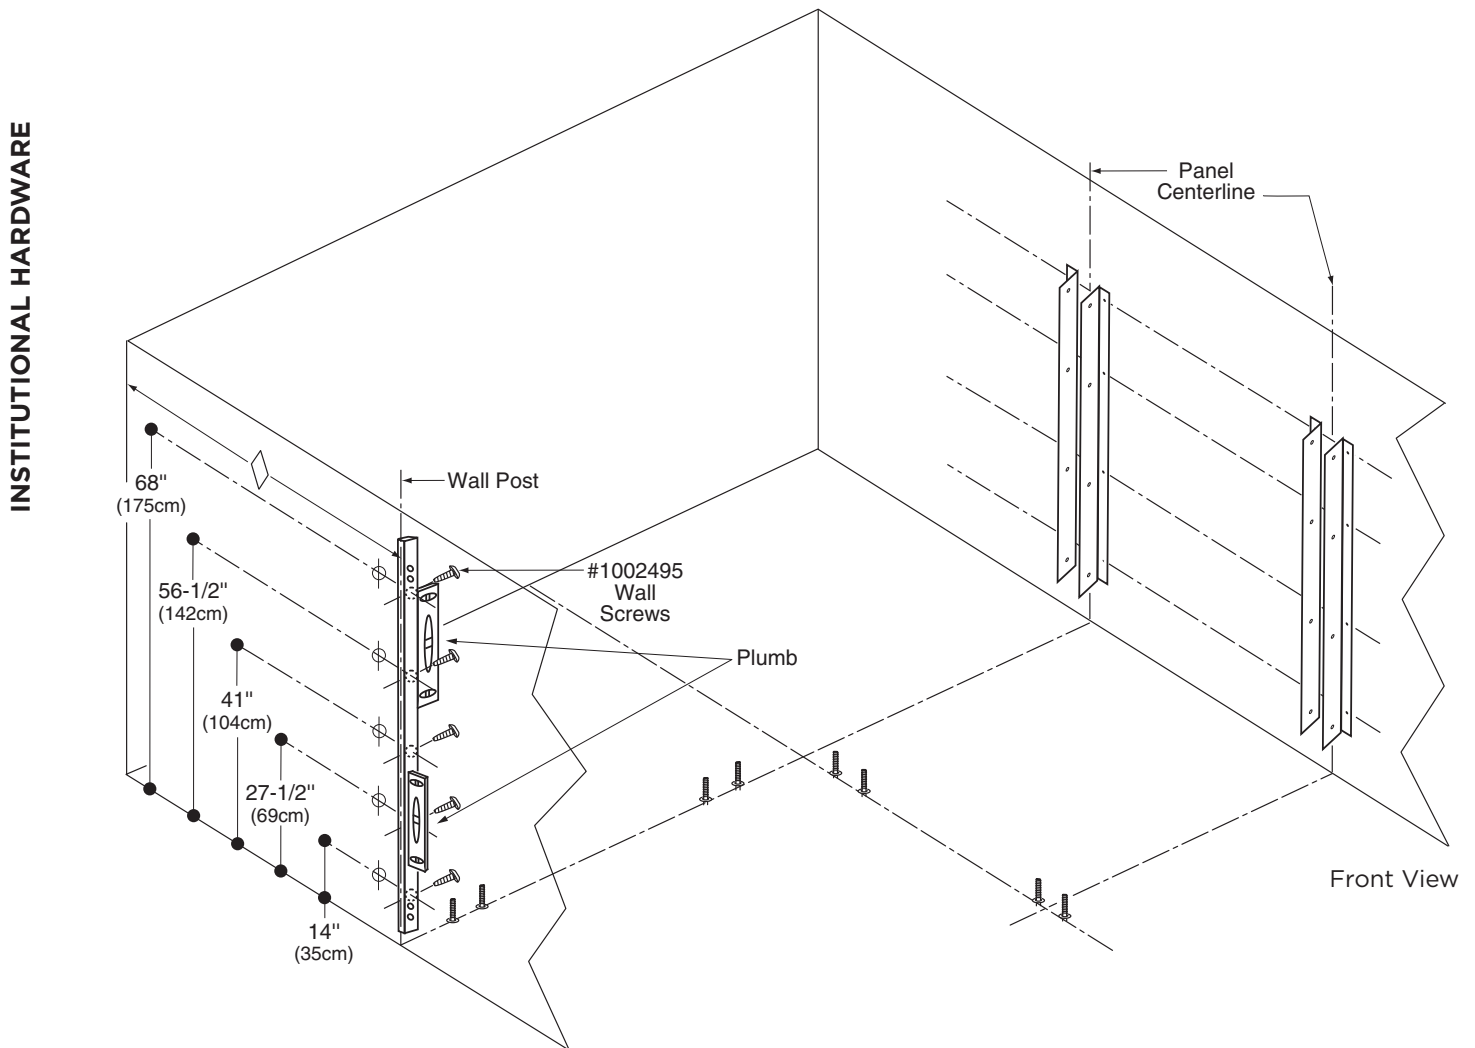 INSTITUTIONAL HARDWARE
Panel
Centerline
Wall Post
68"
(175cm)
#1002495
Wall
Screws
56-1/2"
(142cm)
Plumb
41"
(104cm)
27-1/2"
(69cm)
14"
(35cm)
Front View